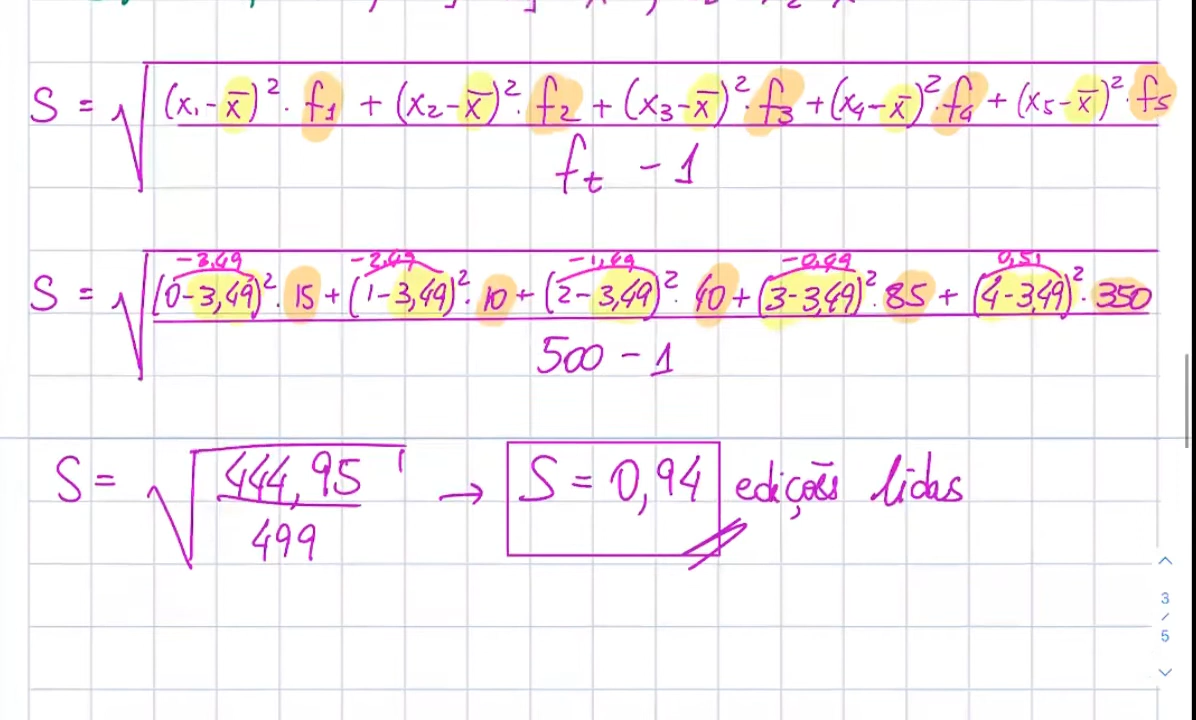 S = √((x₁-x̄)²·f₁ + (x₂-x̄)²·f₂ + (x₃-x̄)²·f₃ + (x₄-x̄)²·f₄ + (x₅-x̄)²·f₅
fₜ - 1
-3,49 -2,49 -1,49 -0,49 0,51
S = √((0-3,49)²·15 + (1-3,49)²·10 + (2-3,49)²·40 + (3-3,49)²·85 + (4-3,49)²·350
500 - 1
S = √444,95 → S = 0,94 edições lidas
499
3
/
5